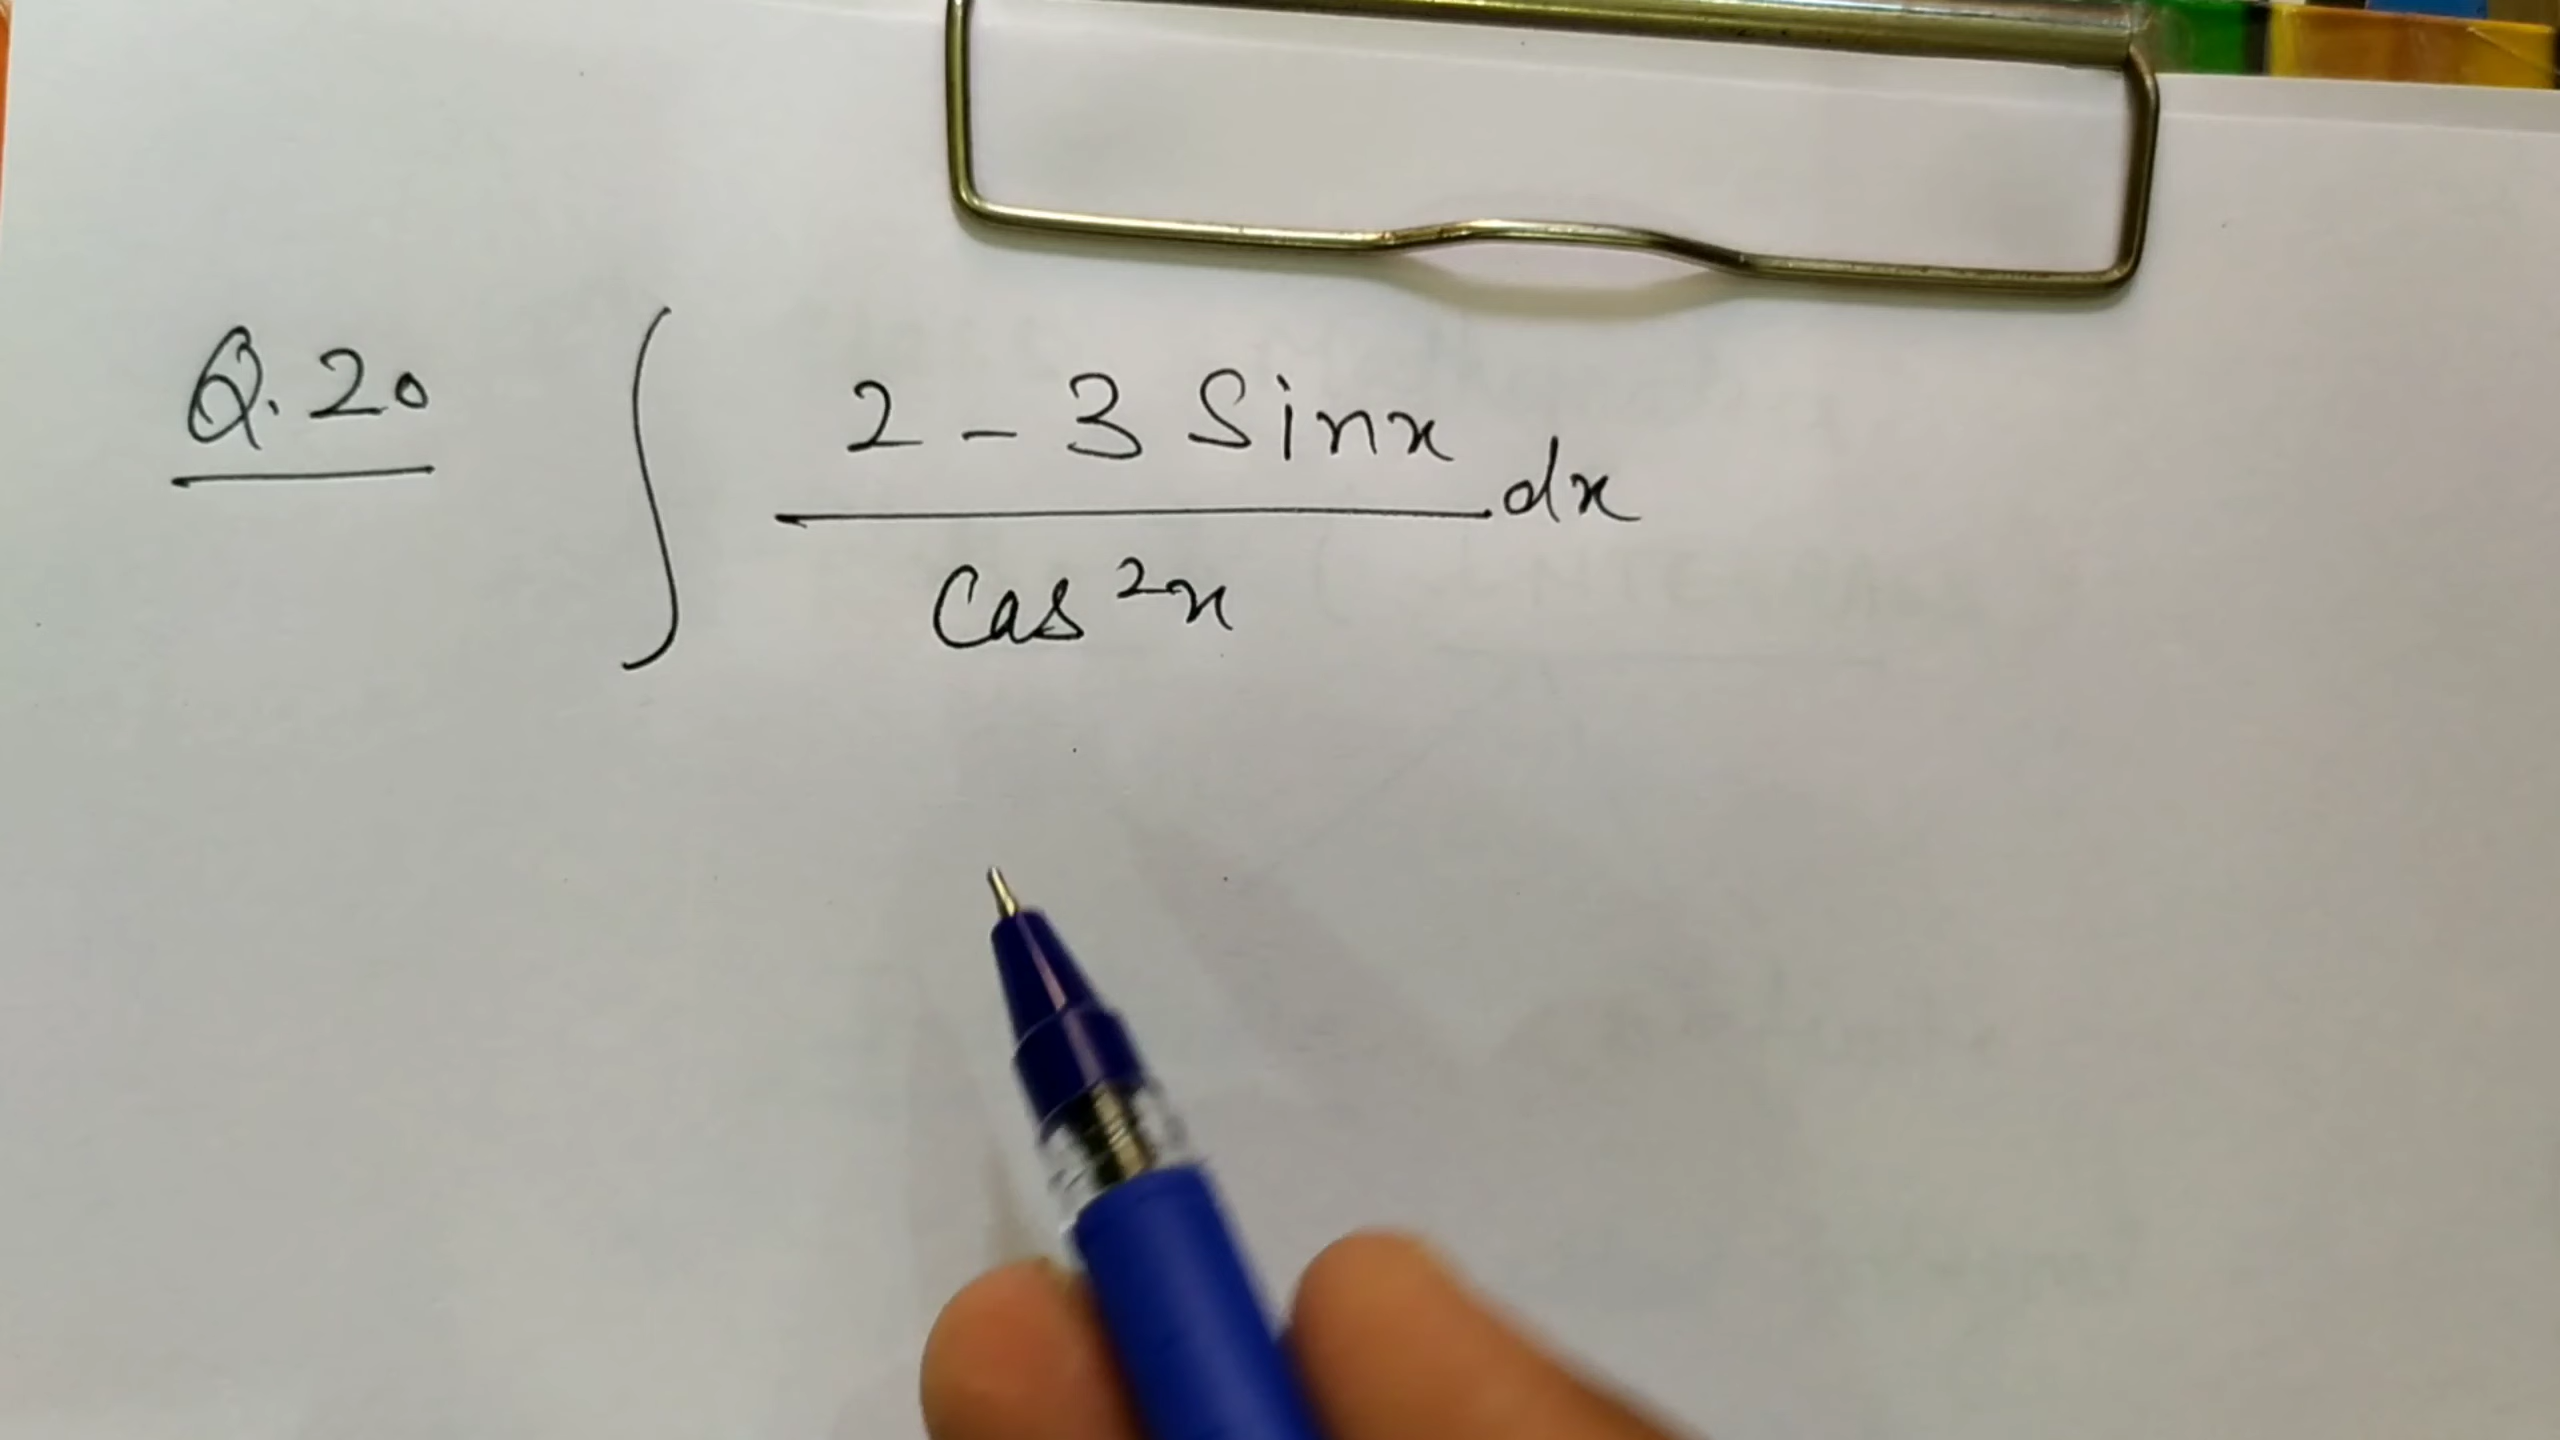 Q.20 ∫ (2 - 3 Sinx)/(Cos²x) dx